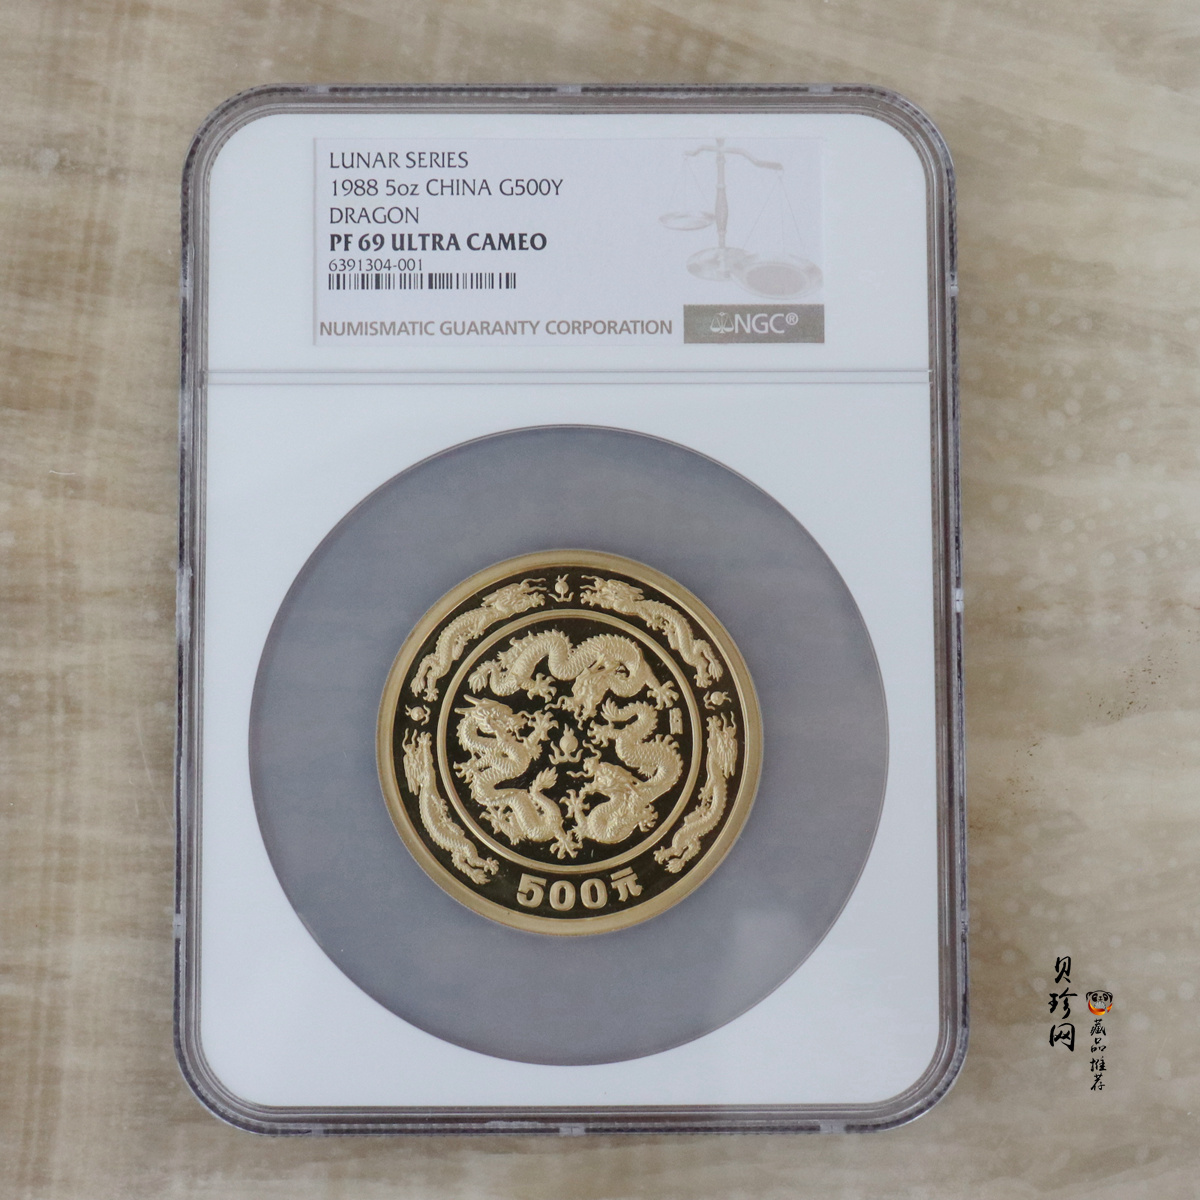 LUNAR SERIES
1988 5oz CHINA G500Y
DRAGON
PF 69 ULTRA CAMEO
6391304-001
NUMISMATIC GUARANTY CORPORATION
NGC®
500元
贝珍网
藏品推荐